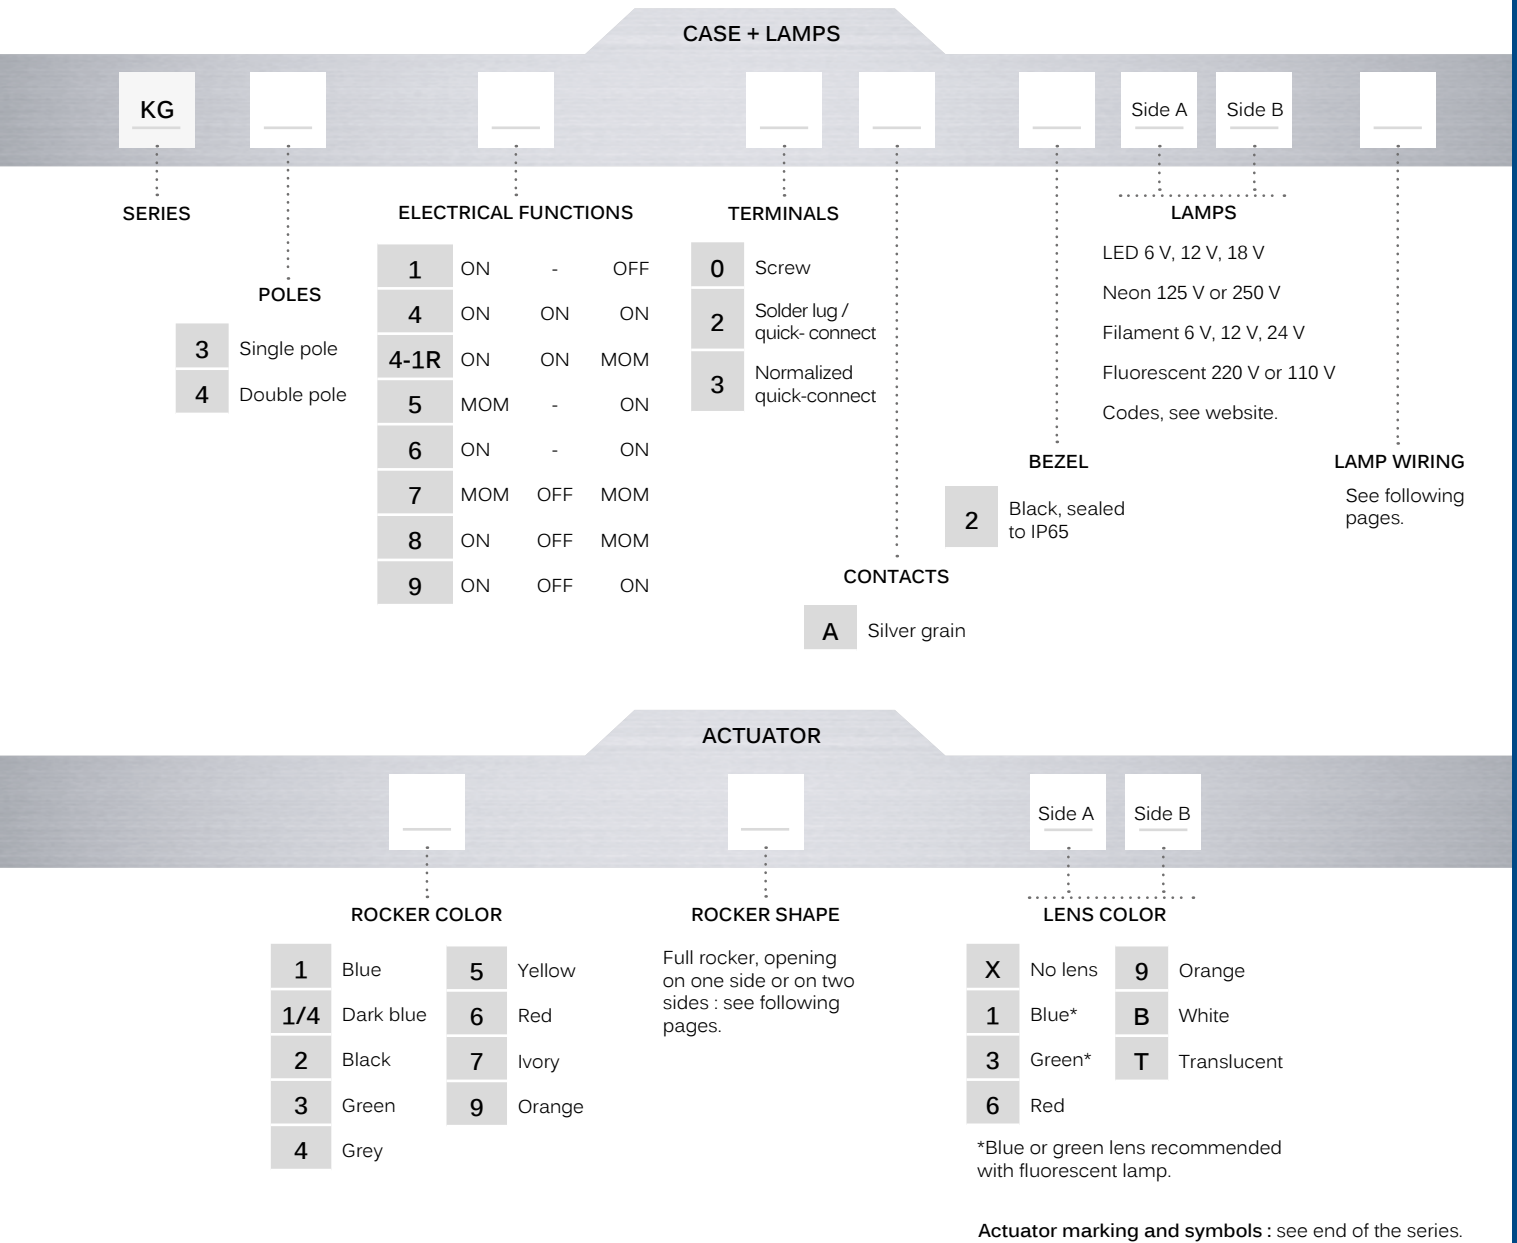 CASE + LAMPS
KG
Side A
Side B
SERIES
POLES
3 Single pole
4 Double pole
ELECTRICAL FUNCTIONS
1 ON - OFF
4 ON ON ON
4-1R ON ON MOM
5 MOM - ON
6 ON - ON
7 MOM OFF MOM
8 ON OFF MOM
9 ON OFF ON
TERMINALS
0 Screw
2 Solder lug /
quick- connect
3 Normalized
quick-connect
CONTACTS
A Silver grain
BEZEL
2 Black, sealed
to IP65
LAMPS
LED 6 V, 12 V, 18 V
Neon 125 V or 250 V
Filament 6 V, 12 V, 24 V
Fluorescent 220 V or 110 V
Codes, see website.
LAMP WIRING
See following
pages.
ACTUATOR
Side A
Side B
ROCKER COLOR
1 Blue
1/4 Dark blue
2 Black
3 Green
4 Grey
5 Yellow
6 Red
7 Ivory
9 Orange
ROCKER SHAPE
Full rocker, opening
on one side or on two
sides : see following
pages.
LENS COLOR
X No lens
1 Blue*
3 Green*
6 Red
9 Orange
B White
T Translucent
*Blue or green lens recommended
with fluorescent lamp.
Actuator marking and symbols : see end of the series.